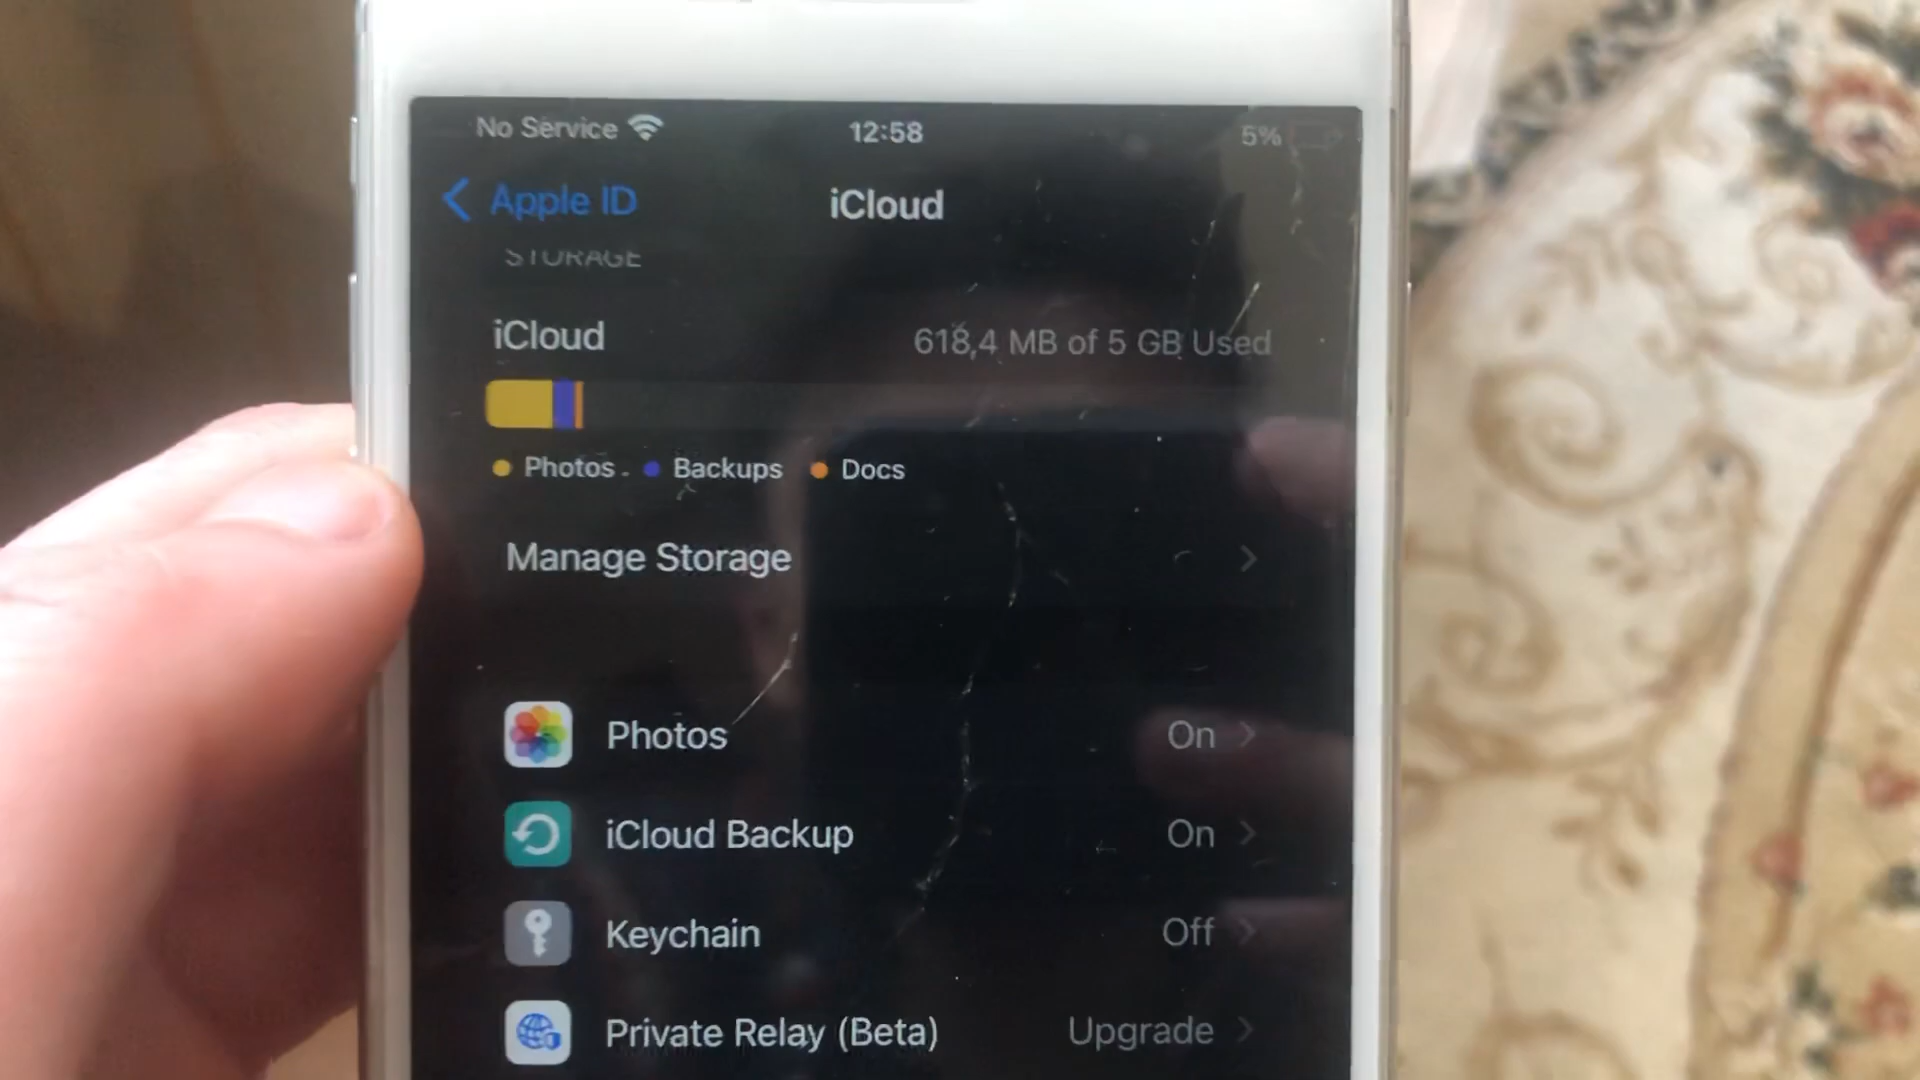 No Service 12:58 5%
Apple ID iCloud
STORAGE
iCloud 618,4 MB of 5 GB Used
Photos Backups Docs
Manage Storage
Photos On
iCloud Backup On
Keychain Off
Private Relay (Beta) Upgrade